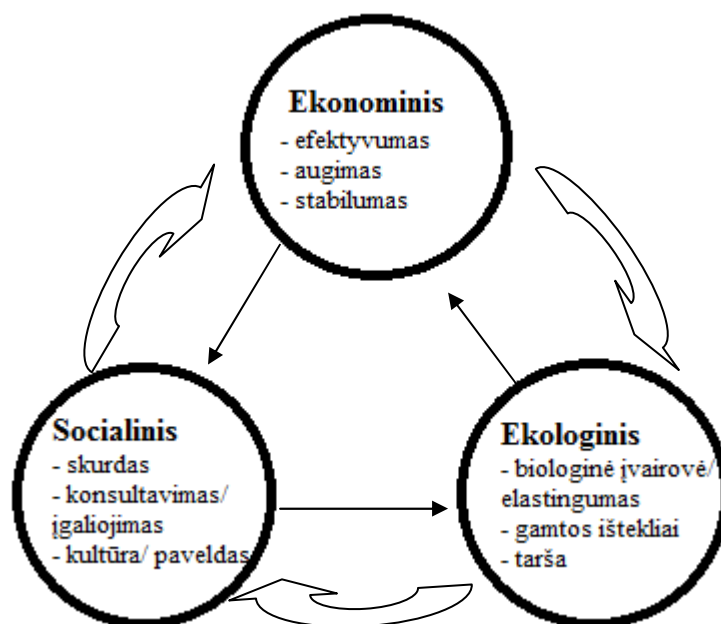 Ekonominis
- efektyvumas
- augimas
- stabilumas
Socialinis
- skurdas
- konsultavimas/
įgaliojimas
- kultūra/ paveldas
Ekologinis
- biologinė įvairovė/
elastingumas
- gamtos ištekliai
- tarša